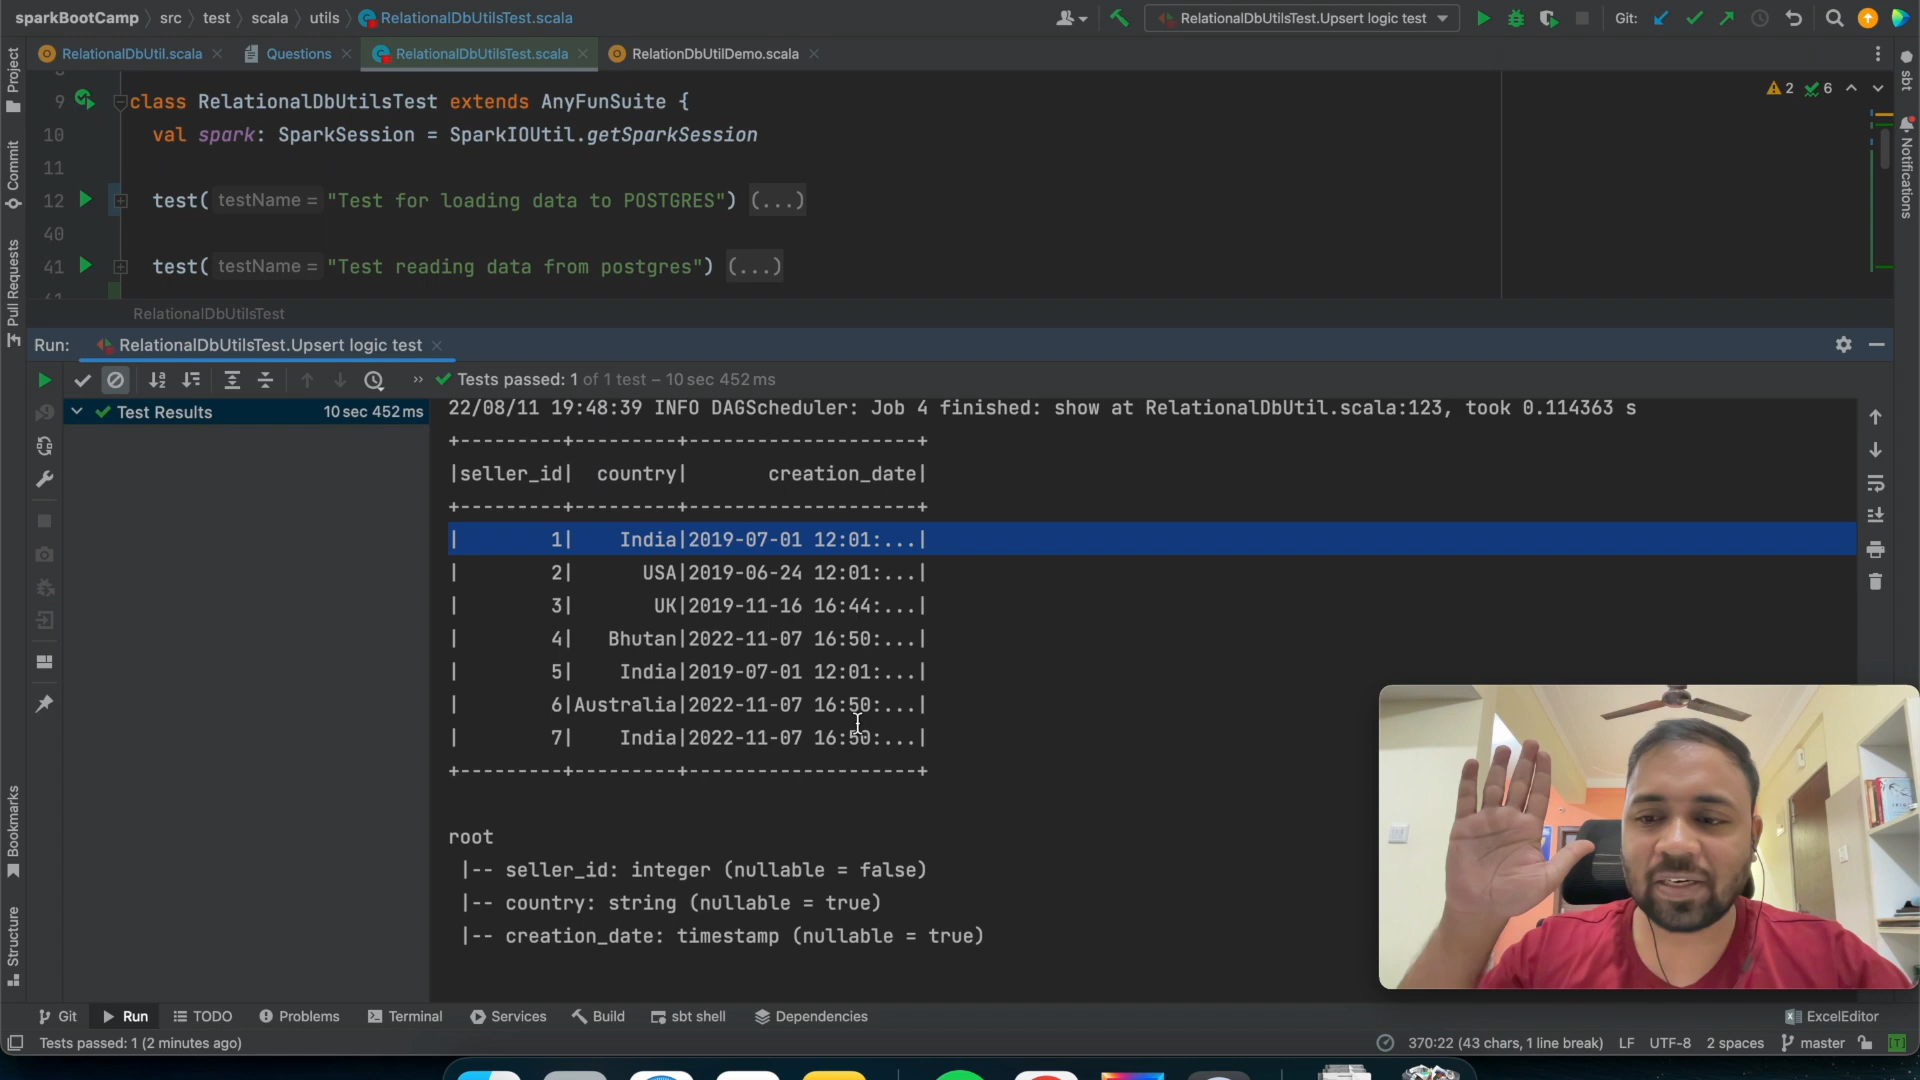 sparkBootCamp src test scala utils RelationalDbUtilsTest.scala RelationalDbUtilsTest.Upsert logic test Git:
RelationalDbUtil.scala Questions RelationalDbUtilsTest.scala RelationDbUtilDemo.scala
9 class RelationalDbUtilsTest extends AnyFunSuite { 2 6
10 val spark: SparkSession = SparkIOUtil.getSparkSession
11
12 test( testName = "Test for loading data to POSTGRES") (...)
40
41 test( testName = "Test reading data from postgres") (...)
RelationalDbUtilsTest
Run: RelationalDbUtilsTest.Upsert logic test
» Tests passed: 1 of 1 test – 10 sec 452 ms
Test Results 10 sec 452 ms
22/08/11 19:48:39 INFO DAGScheduler: Job 4 finished: show at RelationalDbUtil.scala:123, took 0.114363 s
+---------+---------+--------------------+
|seller_id|  country|       creation_date|
+---------+---------+--------------------+
|        1|    India|2019-07-01 12:01:...|
|        2|      USA|2019-06-24 12:01:...|
|        3|       UK|2019-11-16 16:44:...|
|        4|   Bhutan|2022-11-07 16:50:...|
|        5|    India|2019-07-01 12:01:...|
|        6|Australia|2022-11-07 16:50:...|
|        7|    India|2022-11-07 16:50:...|
+---------+---------+--------------------+
root
|-- seller_id: integer (nullable = false)
|-- country: string (nullable = true)
|-- creation_date: timestamp (nullable = true)
Project
Commit
Pull Requests
Bookmarks
Structure
sbt
Notifications
Git Run TODO Problems Terminal Services Build sbt shell Dependencies ExcelEditor
Tests passed: 1 (2 minutes ago) 370:22 (43 chars, 1 line break) LF UTF-8 2 spaces master [T]